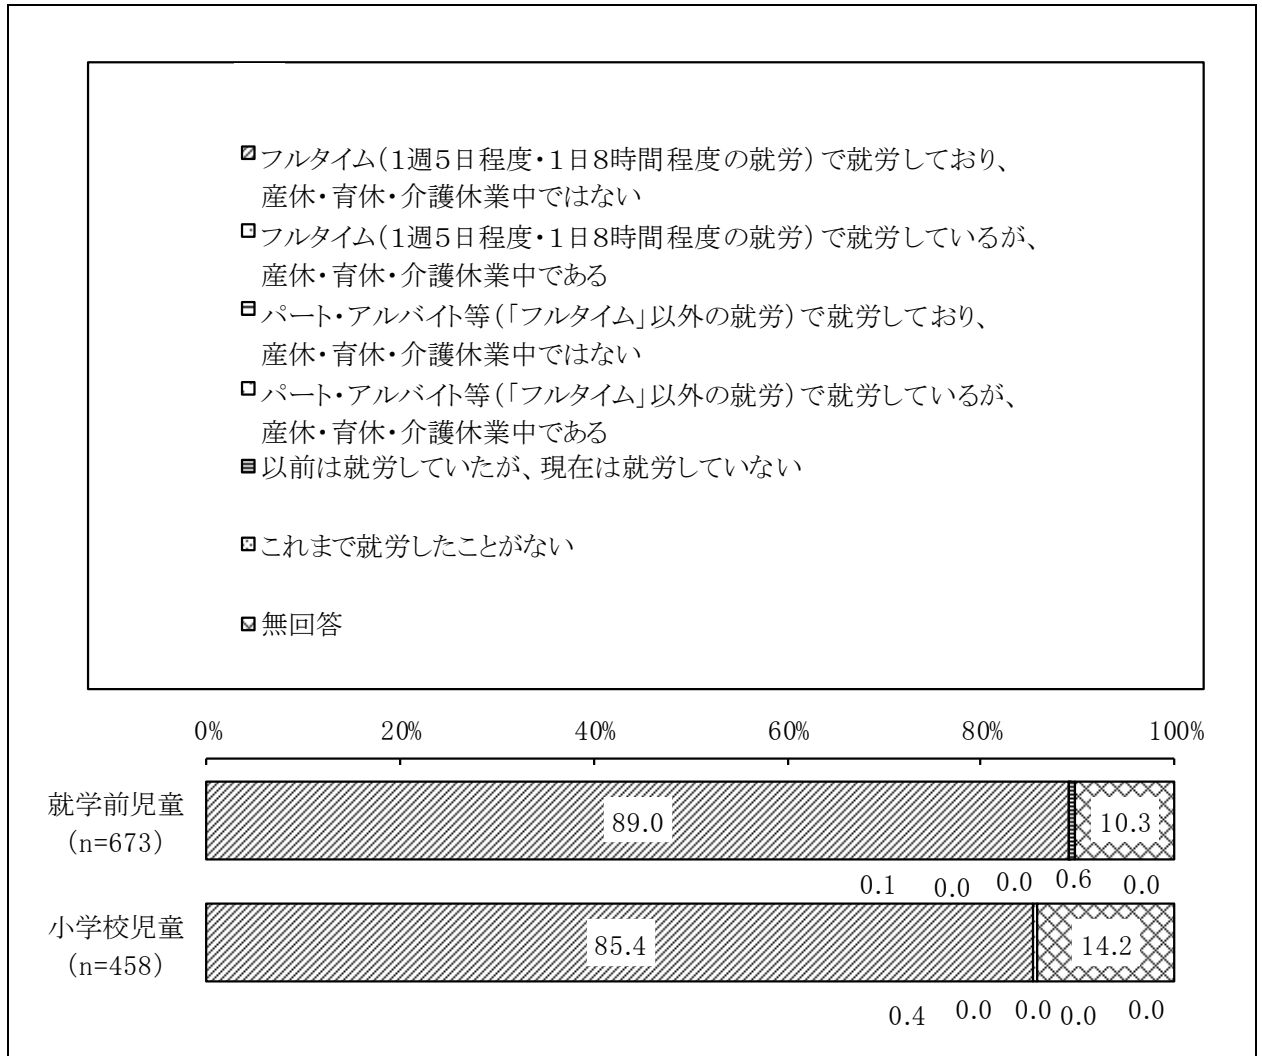 フルタイム(1週5日程度・1日8時間程度の就労)で就労しており、
産休・育休・介護休業中ではない
フルタイム(1週5日程度・1日8時間程度の就労)で就労しているが、
産休・育休・介護休業中である
パート・アルバイト等(「フルタイム」以外の就労)で就労しており、
産休・育休・介護休業中ではない
パート・アルバイト等(「フルタイム」以外の就労)で就労しているが、
産休・育休・介護休業中である
以前は就労していたが、現在は就労していない
これまで就労したことがない
無回答
0% 20% 40% 60% 80% 100%
就学前児童
(n=673)
89.0 10.3
0.1 0.0 0.0 0.6 0.0
小学校児童
(n=458)
85.4 14.2
0.4 0.0 0.0 0.0 0.0